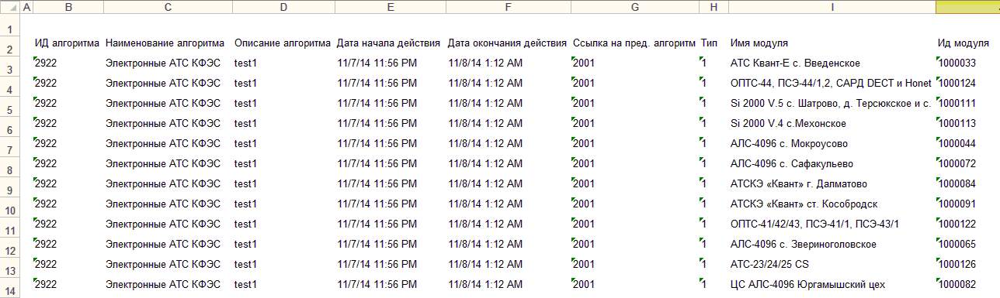 A B C D E F G H I
1
2 ИД алгоритма Наименование алгоритма Описание алгоритма Дата начала действия Дата окончания действия Ссылка на пред. алгоритм Тип Имя модуля Ид модуля
3 2922 Электронные АТС КФЭС test1 11/7/14 11:56 PM 11/8/14 1:12 AM 2001 1 АТС Квант-Е с. Введенское 1000033
4 2922 Электронные АТС КФЭС test1 11/7/14 11:56 PM 11/8/14 1:12 AM 2001 1 ОПТС-44, ПСЭ-44/1,2, САРД DECT и Honet 1000124
5 2922 Электронные АТС КФЭС test1 11/7/14 11:56 PM 11/8/14 1:12 AM 2001 1 Si 2000 V.5 с. Шатрово, д. Терсюкское и с. 1000111
6 2922 Электронные АТС КФЭС test1 11/7/14 11:56 PM 11/8/14 1:12 AM 2001 1 Si 2000 V.4 с.Мехонское 1000113
7 2922 Электронные АТС КФЭС test1 11/7/14 11:56 PM 11/8/14 1:12 AM 2001 1 АЛС-4096 с. Мокроусово 1000044
8 2922 Электронные АТС КФЭС test1 11/7/14 11:56 PM 11/8/14 1:12 AM 2001 1 АЛС-4096 с. Сафакульево 1000072
9 2922 Электронные АТС КФЭС test1 11/7/14 11:56 PM 11/8/14 1:12 AM 2001 1 АТСКЭ «Квант» г. Далматово 1000084
10 2922 Электронные АТС КФЭС test1 11/7/14 11:56 PM 11/8/14 1:12 AM 2001 1 АТСКЭ «Квант» ст. Кособродск 1000091
11 2922 Электронные АТС КФЭС test1 11/7/14 11:56 PM 11/8/14 1:12 AM 2001 1 ОПТС-41/42/43, ПСЭ-41/1, ПСЭ-43/1 1000122
12 2922 Электронные АТС КФЭС test1 11/7/14 11:56 PM 11/8/14 1:12 AM 2001 1 АЛС-4096 с. Звериноголовское 1000065
13 2922 Электронные АТС КФЭС test1 11/7/14 11:56 PM 11/8/14 1:12 AM 2001 1 АТС-23/24/25 CS 1000126
14 2922 Электронные АТС КФЭС test1 11/7/14 11:56 PM 11/8/14 1:12 AM 2001 1 ЦС АЛС-4096 Юргамышский цех 1000082